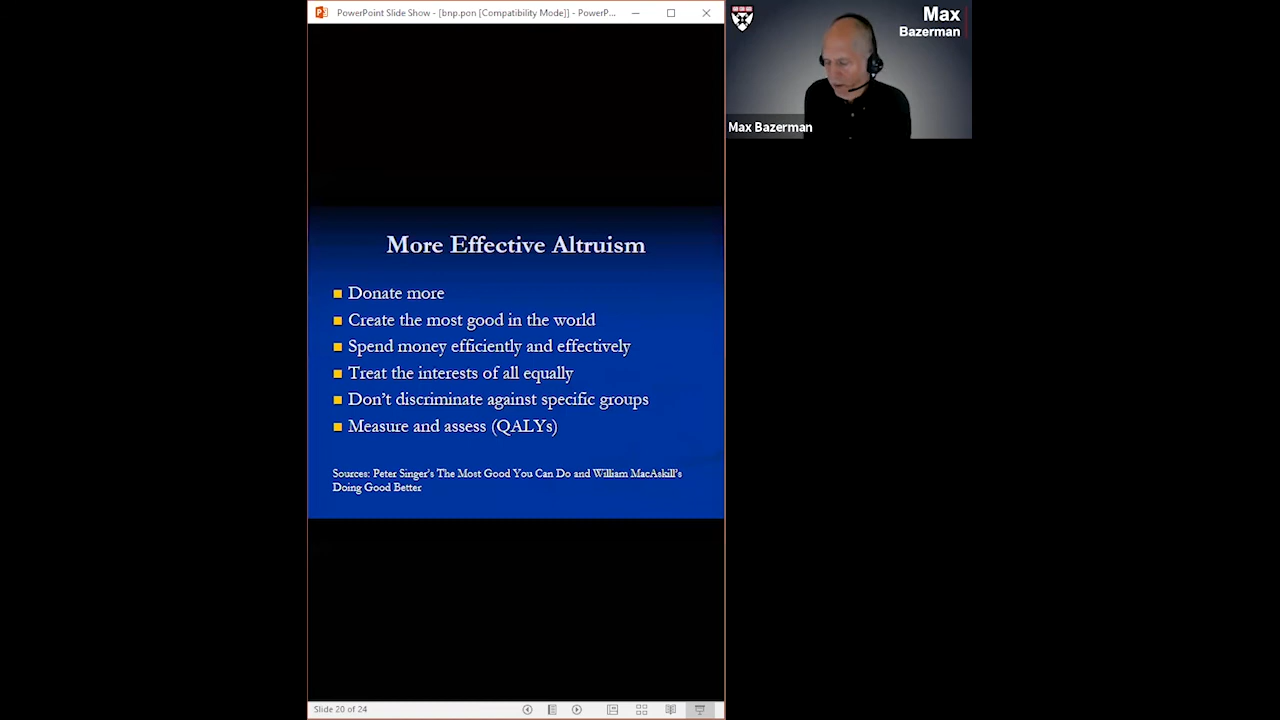 PowerPoint Slide Show - [bnp.pon [Compatibility Mode]] - PowerP...
Max
Bazerman
Max Bazerman
More Effective Altruism
Donate more
Create the most good in the world
Spend money efficiently and effectively
Treat the interests of all equally
Don’t discriminate against specific groups
Measure and assess (QALYs)
Sources: Peter Singer’s The Most Good You Can Do and William MacAskill’s
Doing Good Better
Slide 20 of 24